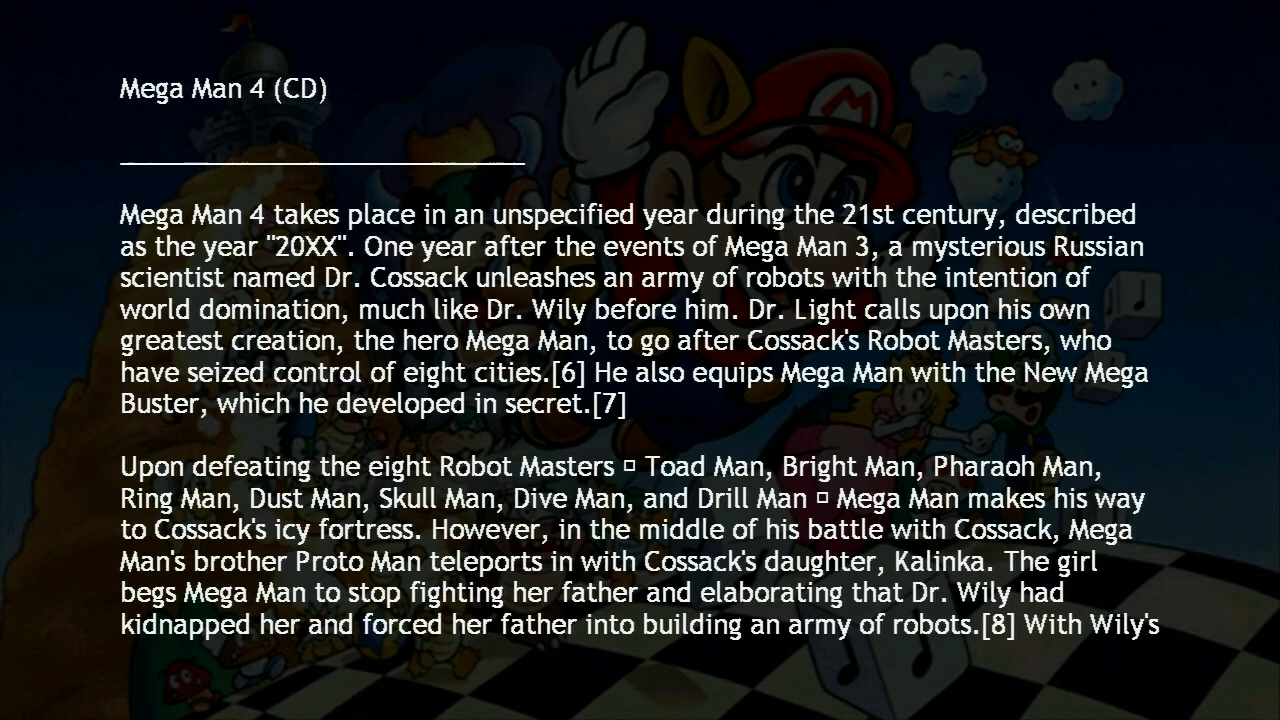 Mega Man 4 (CD)
Mega Man 4 takes place in an unspecified year during the 21st century, described
as the year "20XX". One year after the events of Mega Man 3, a mysterious Russian
scientist named Dr. Cossack unleashes an army of robots with the intention of
world domination, much like Dr. Wily before him. Dr. Light calls upon his own
greatest creation, the hero Mega Man, to go after Cossack's Robot Masters, who
have seized control of eight cities.[6] He also equips Mega Man with the New Mega
Buster, which he developed in secret.[7]
Upon defeating the eight Robot Masters ▯ Toad Man, Bright Man, Pharaoh Man,
Ring Man, Dust Man, Skull Man, Dive Man, and Drill Man ▯ Mega Man makes his way
to Cossack's icy fortress. However, in the middle of his battle with Cossack, Mega
Man's brother Proto Man teleports in with Cossack's daughter, Kalinka. The girl
begs Mega Man to stop fighting her father and elaborating that Dr. Wily had
kidnapped her and forced her father into building an army of robots.[8] With Wily's